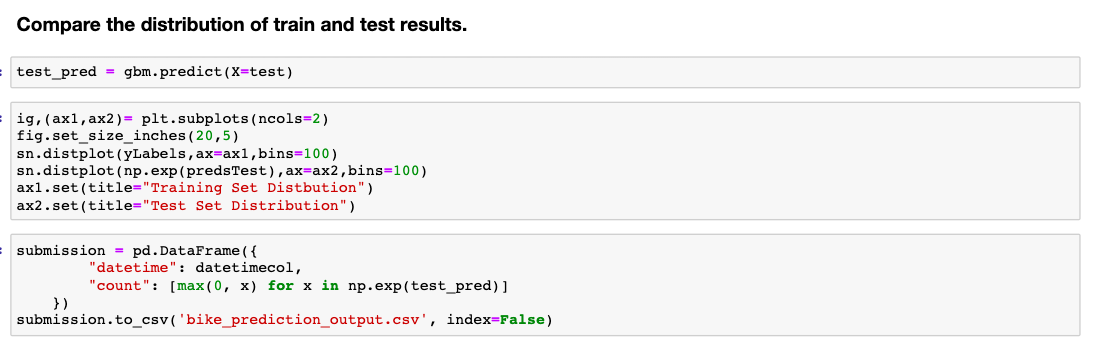 Compare the distribution of train and test results.
test_pred = gbm.predict(X=test)
ig,(ax1,ax2)= plt.subplots(ncols=2)
fig.set_size_inches(20,5)
sn.distplot(yLabels,ax=ax1,bins=100)
sn.distplot(np.exp(predsTest),ax=ax2,bins=100)
ax1.set(title="Training Set Distbution")
ax2.set(title="Test Set Distribution")
submission = pd.DataFrame({
        "datetime": datetimecol,
        "count": [max(0, x) for x in np.exp(test_pred)]
    })
submission.to_csv('bike_prediction_output.csv', index=False)